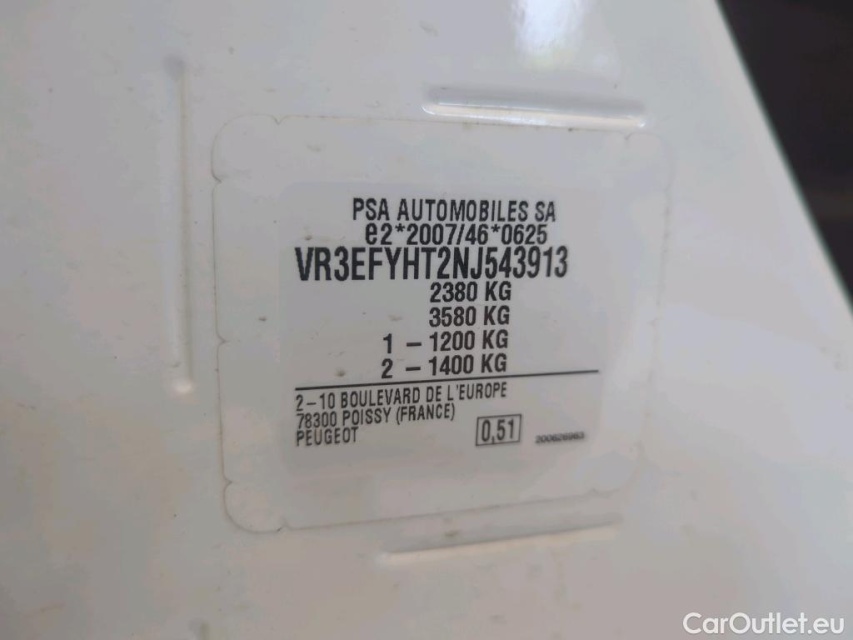 PSA AUTOMOBILES SA
e2*2007/46*0625
VR3EFYHT2NJ543913
2380 KG
3580 KG
1 – 1200 KG
2 – 1400 KG
2–10 BOULEVARD DE L'EUROPE
78300 POISSY (FRANCE)
PEUGEOT
0,51
CarOutlet.eu